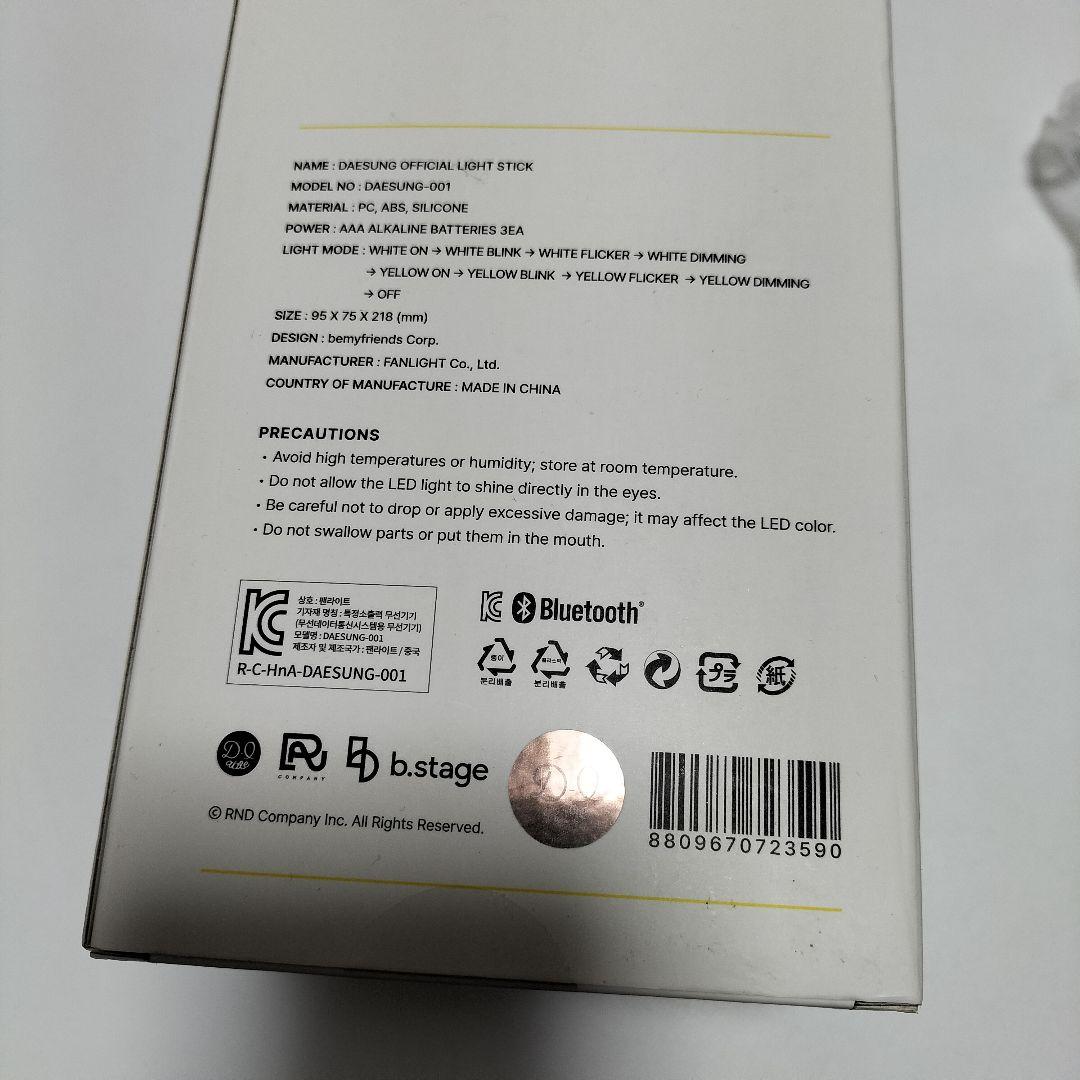 NAME : DAESUNG OFFICIAL LIGHT STICK
MODEL NO : DAESUNG-001
MATERIAL : PC, ABS, SILICONE
POWER : AAA ALKALINE BATTERIES 3EA
LIGHT MODE : WHITE ON → WHITE BLINK → WHITE FLICKER → WHITE DIMMING
→ YELLOW ON → YELLOW BLINK → YELLOW FLICKER → YELLOW DIMMING
→ OFF
SIZE : 95 X 75 X 218 (mm)
DESIGN : bemyfriends Corp.
MANUFACTURER : FANLIGHT Co., Ltd.
COUNTRY OF MANUFACTURE : MADE IN CHINA
PRECAUTIONS
• Avoid high temperatures or humidity; store at room temperature.
• Do not allow the LED light to shine directly in the eyes.
• Be careful not to drop or apply excessive damage; it may affect the LED color.
• Do not swallow parts or put them in the mouth.
상호 : 팬라이트
기자재 명칭 : 특정소출력 무선기기
(무선데이터통신시스템용 무선기기)
모델명 : DAESUNG-001
제조자 및 제조국가 : 팬라이트 / 중국
R-C-HnA-DAESUNG-001
Bluetooth®
종이 플라스틱 プラ 紙
분리배출 분리배출
D-Q COMPANY b.stage D-Q
© RND Company Inc. All Rights Reserved.
8809670723590